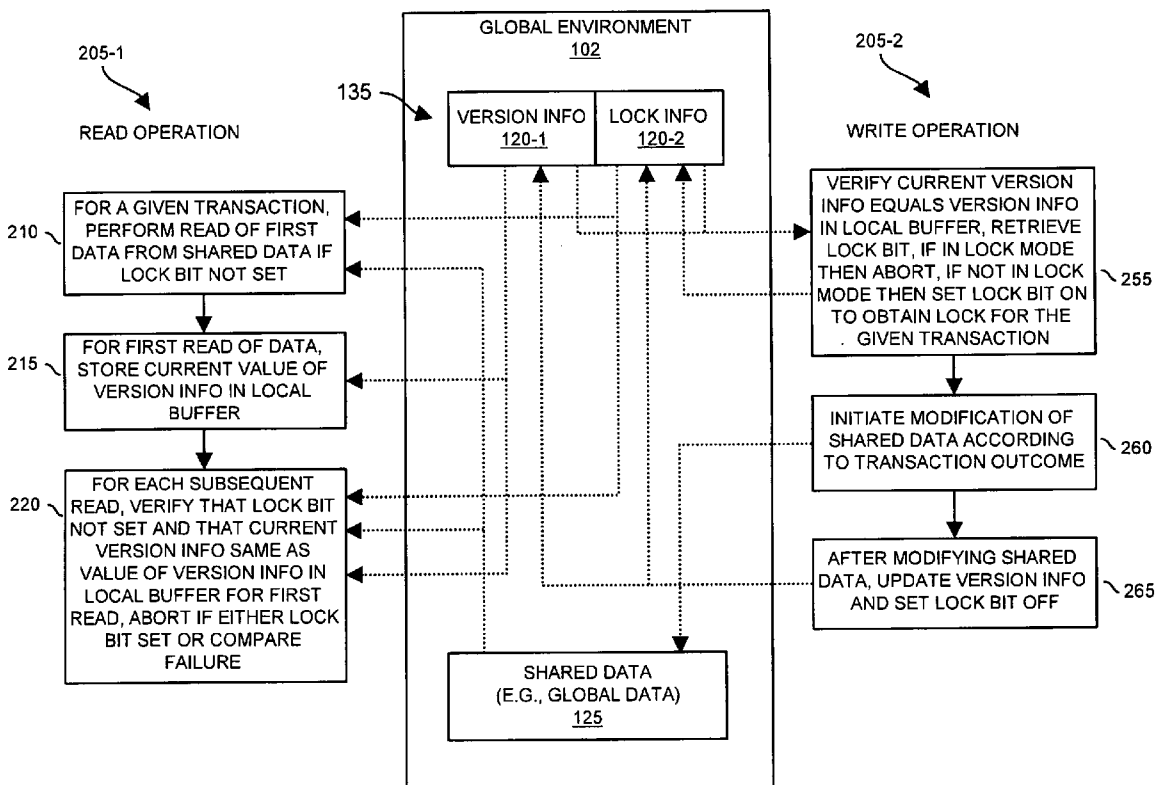 205-1
READ OPERATION
210
FOR A GIVEN TRANSACTION,
PERFORM READ OF FIRST
DATA FROM SHARED DATA IF
LOCK BIT NOT SET
215
FOR FIRST READ OF DATA,
STORE CURRENT VALUE OF
VERSION INFO IN LOCAL
BUFFER
220
FOR EACH SUBSEQUENT
READ, VERIFY THAT LOCK BIT
NOT SET AND THAT CURRENT
VERSION INFO SAME AS
VALUE OF VERSION INFO IN
LOCAL BUFFER FOR FIRST
READ, ABORT IF EITHER LOCK
BIT SET OR COMPARE
FAILURE
GLOBAL ENVIRONMENT
102
135
VERSION INFO
120-1
LOCK INFO
120-2
SHARED DATA
(E.G., GLOBAL DATA)
125
205-2
WRITE OPERATION
VERIFY CURRENT VERSION
INFO EQUALS VERSION INFO
IN LOCAL BUFFER, RETRIEVE
LOCK BIT, IF IN LOCK MODE
THEN ABORT, IF NOT IN LOCK
MODE THEN SET LOCK BIT ON
TO OBTAIN LOCK FOR THE
GIVEN TRANSACTION
255
INITIATE MODIFICATION OF
SHARED DATA ACCORDING
TO TRANSACTION OUTCOME
260
AFTER MODIFYING SHARED
DATA, UPDATE VERSION INFO
AND SET LOCK BIT OFF
265